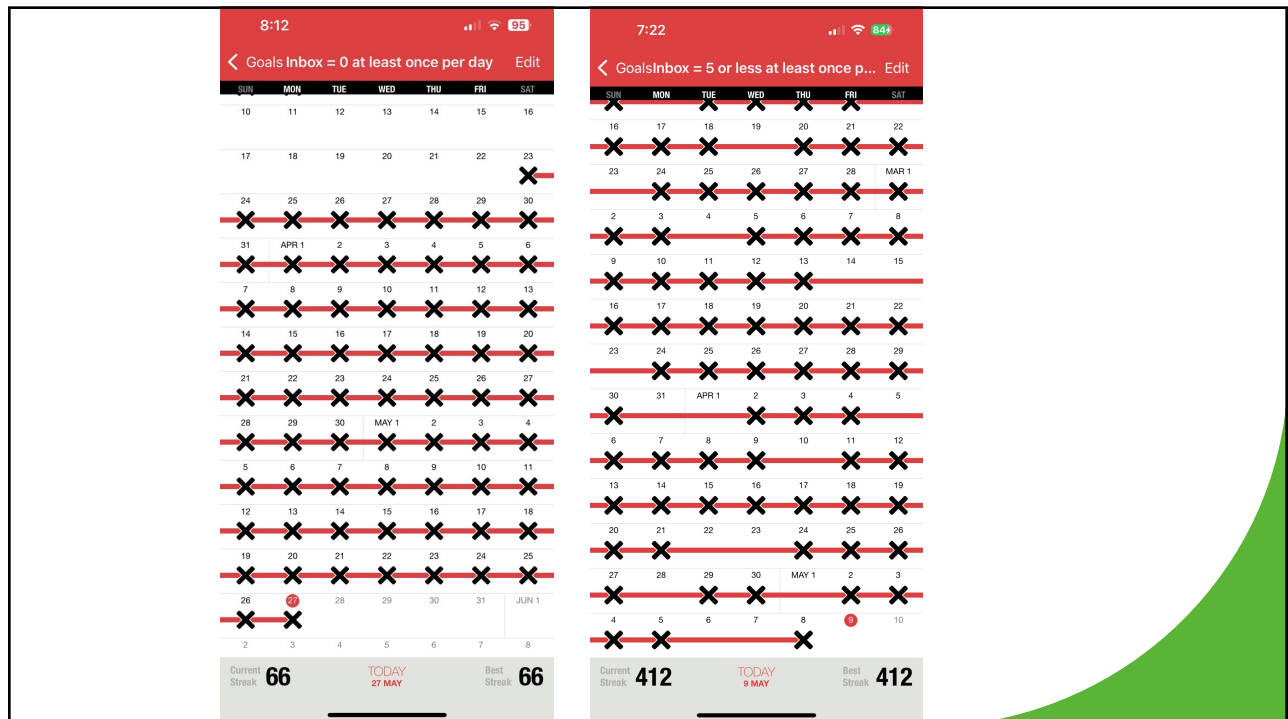 8:12
95
Goals Inbox = 0 at least once per day Edit
SUN MON TUE WED THU FRI SAT
10 11 12 13 14 15 16
17 18 19 20 21 22 23
24 25 26 27 28 29 30
31 APR 1 2 3 4 5 6
7 8 9 10 11 12 13
14 15 16 17 18 19 20
21 22 23 24 25 26 27
28 29 30 MAY 1 2 3 4
5 6 7 8 9 10 11
12 13 14 15 16 17 18
19 20 21 22 23 24 25
26 27 28 29 30 31 JUN 1
2 3 4 5 6 7 8
Current Streak 66
TODAY
27 MAY
Best Streak 66
7:22
84
Goals Inbox = 5 or less at least once p... Edit
SUN MON TUE WED THU FRI SAT
16 17 18 19 20 21 22
23 24 25 26 27 28 MAR 1
2 3 4 5 6 7 8
9 10 11 12 13 14 15
16 17 18 19 20 21 22
23 24 25 26 27 28 29
30 31 APR 1 2 3 4 5
6 7 8 9 10 11 12
13 14 15 16 17 18 19
20 21 22 23 24 25 26
27 28 29 30 MAY 1 2 3
4 5 6 7 8 9 10
Current Streak 412
TODAY
9 MAY
Best Streak 412